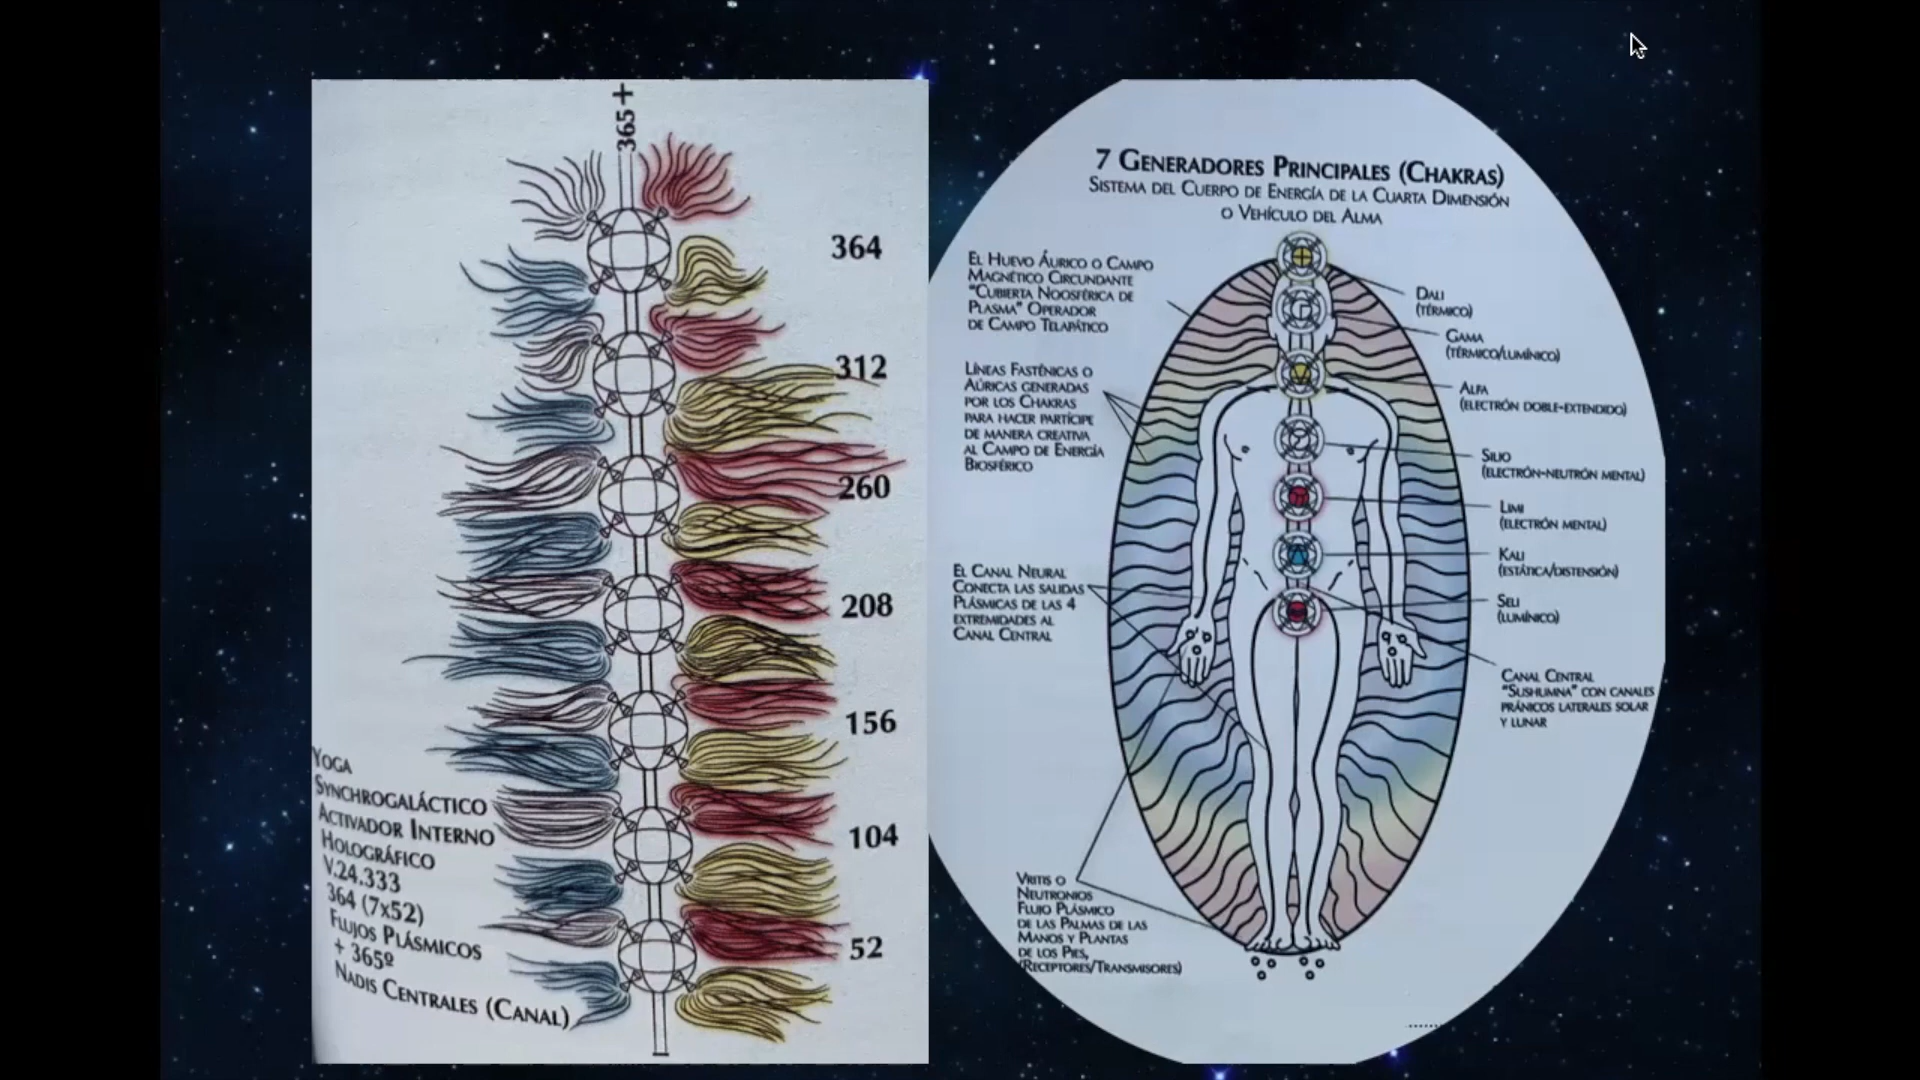 365+
364
312
260
208
156
104
52
YOGA
SYNCHROGALÁCTICO
ACTIVADOR INTERNO
HOLOGRÁFICO
V.24.333
364 (7x52)
FLUJOS PLÁSMICOS
+ 365º
NADIS CENTRALES (CANAL)
7 GENERADORES PRINCIPALES (CHAKRAS)
SISTEMA DEL CUERPO DE ENERGÍA DE LA CUARTA DIMENSIÓN
O VEHÍCULO DEL ALMA
EL HUEVO ÁURICO O CAMPO
MAGNÉTICO CIRCUNDANTE
"CUBIERTA NOOSFÉRICA DE
PLASMA" OPERADOR
DE CAMPO TELAPÁTICO
LÍNEAS FASTÉNICAS O
AÚRICAS GENERADAS
POR LOS CHAKRAS
PARA HACER PARTÍCIPE
DE MANERA CREATIVA
AL CAMPO DE ENERGÍA
BIOSFÉRICO
EL CANAL NEURAL
CONECTA LAS SALIDAS
PLÁSMICAS DE LAS 4
EXTREMIDADES AL
CANAL CENTRAL
VRITIS O
NEUTRONIOS
FLUJO PLÁSMICO
DE LAS PALMAS DE LAS
MANOS Y PLANTAS
DE LOS PIES,
(RECEPTORES/TRANSMISORES)
DALI
(TÉRMICO)
GAMA
(TÉRMICO/LUMÍNICO)
ALFA
(ELECTRÓN DOBLE-EXTENDIDO)
SILIO
(ELECTRÓN-NEUTRÓN MENTAL)
LIMI
(ELECTRÓN MENTAL)
KALI
(ESTÁTICA/DISTENSIÓN)
SELI
(LUMÍNICO)
CANAL CENTRAL
"SUSHUMNA" CON CANALES
PRÁNICOS LATERALES SOLAR
Y LUNAR